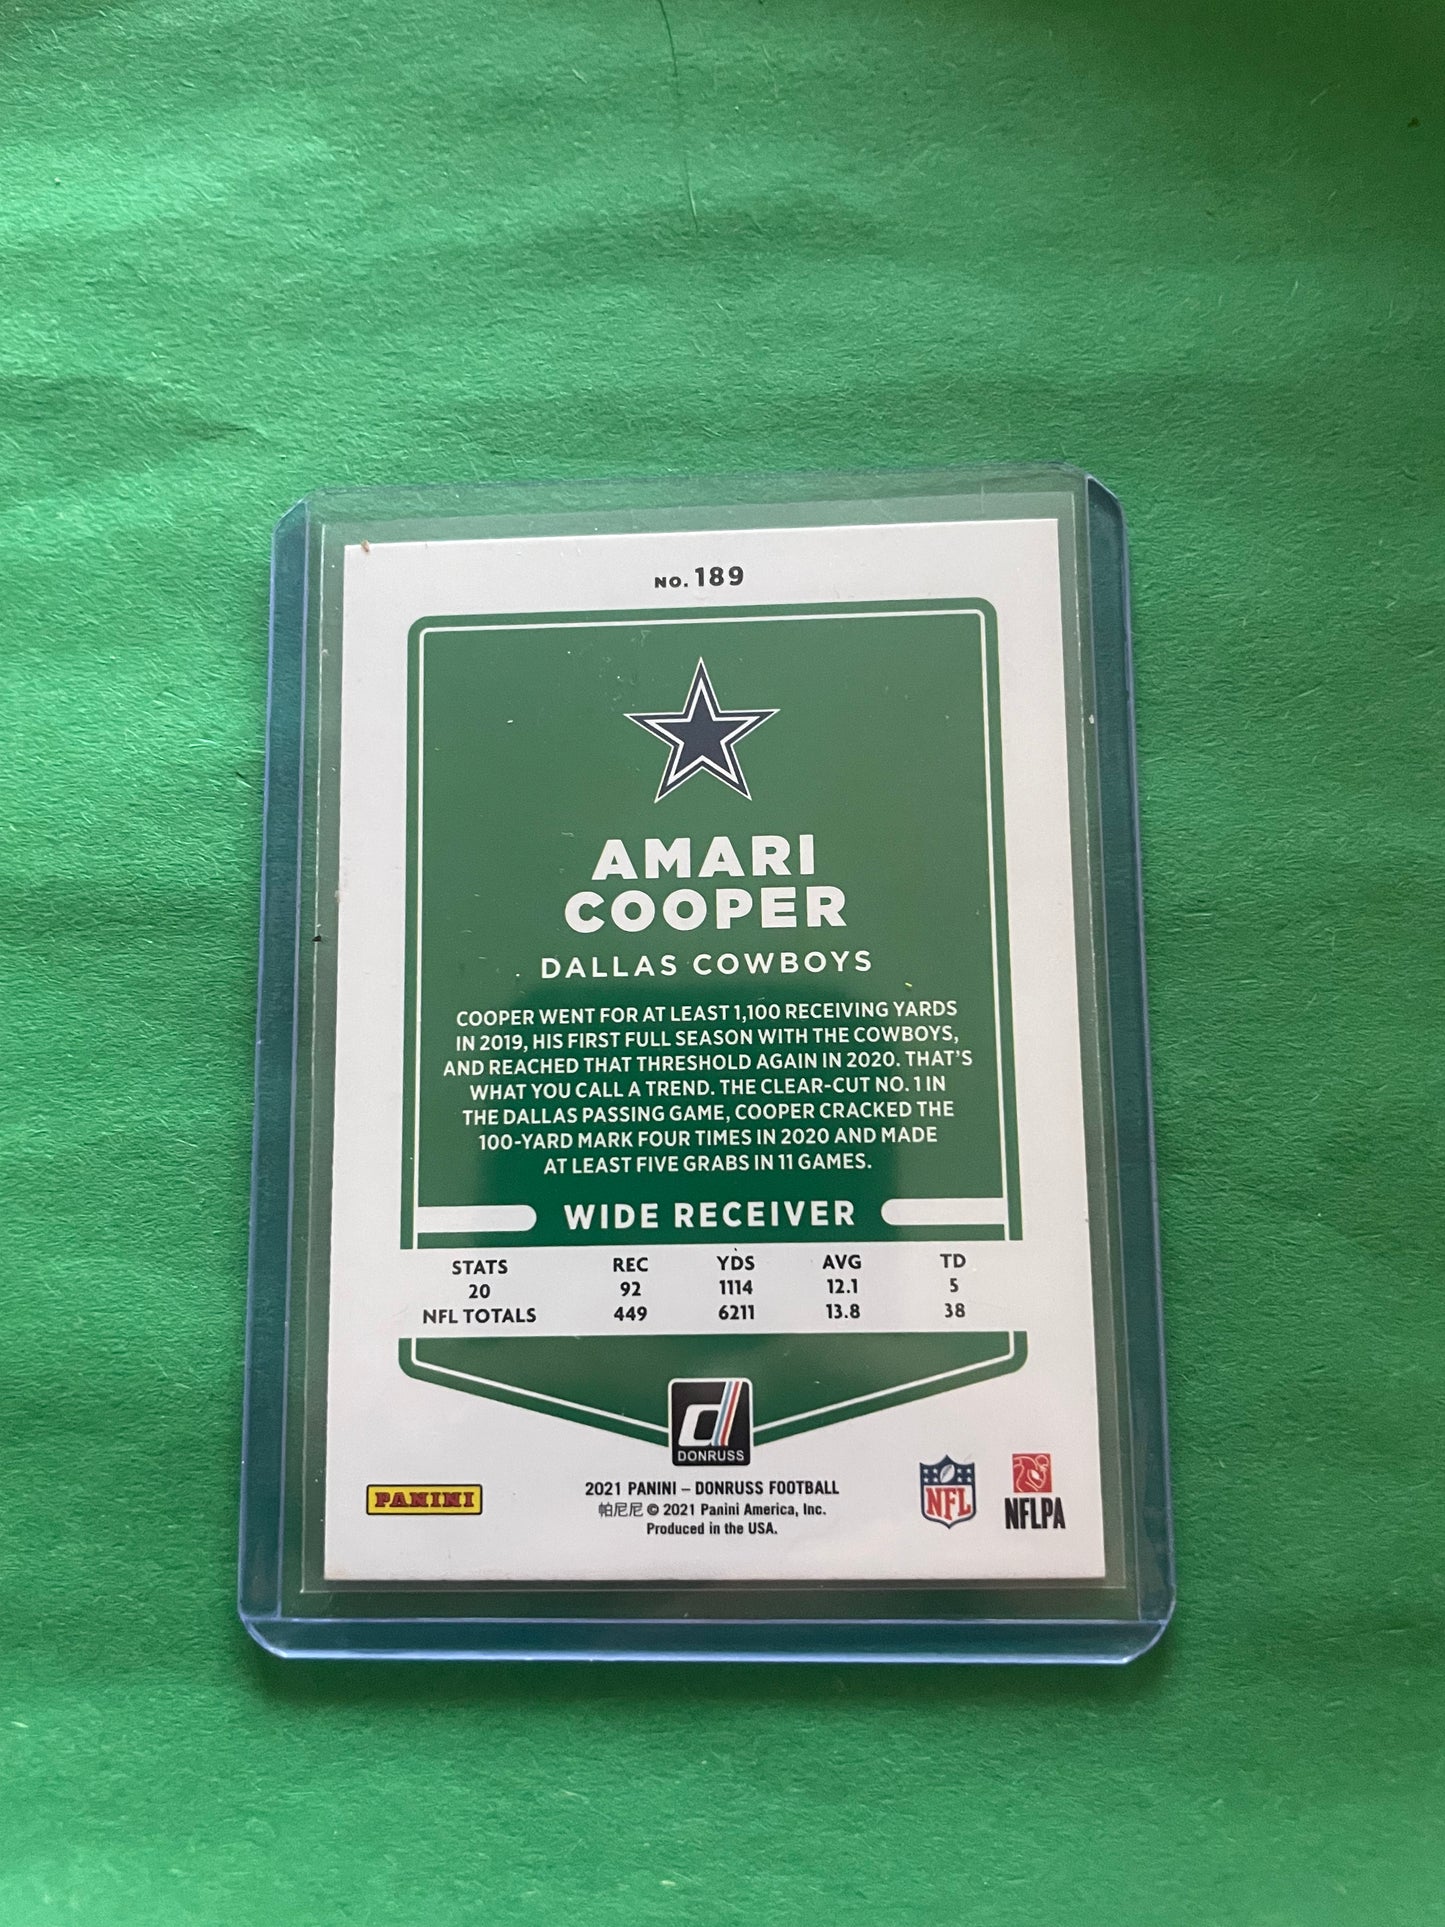 NO. 189
AMARI
COOPER
DALLAS COWBOYS
COOPER WENT FOR AT LEAST 1,100 RECEIVING YARDS
IN 2019, HIS FIRST FULL SEASON WITH THE COWBOYS,
AND REACHED THAT THRESHOLD AGAIN IN 2020. THAT'S
WHAT YOU CALL A TREND. THE CLEAR-CUT NO. 1 IN
THE DALLAS PASSING GAME, COOPER CRACKED THE
100-YARD MARK FOUR TIMES IN 2020 AND MADE
AT LEAST FIVE GRABS IN 11 GAMES.
WIDE RECEIVER
STATS REC YDS AVG TD
20 92 1114 12.1 5
NFL TOTALS 449 6211 13.8 38
DONRUSS
PANINI
2021 PANINI – DONRUSS FOOTBALL
帕尼尼 © 2021 Panini America, Inc.
Produced in the USA.
NFL
NFLPA